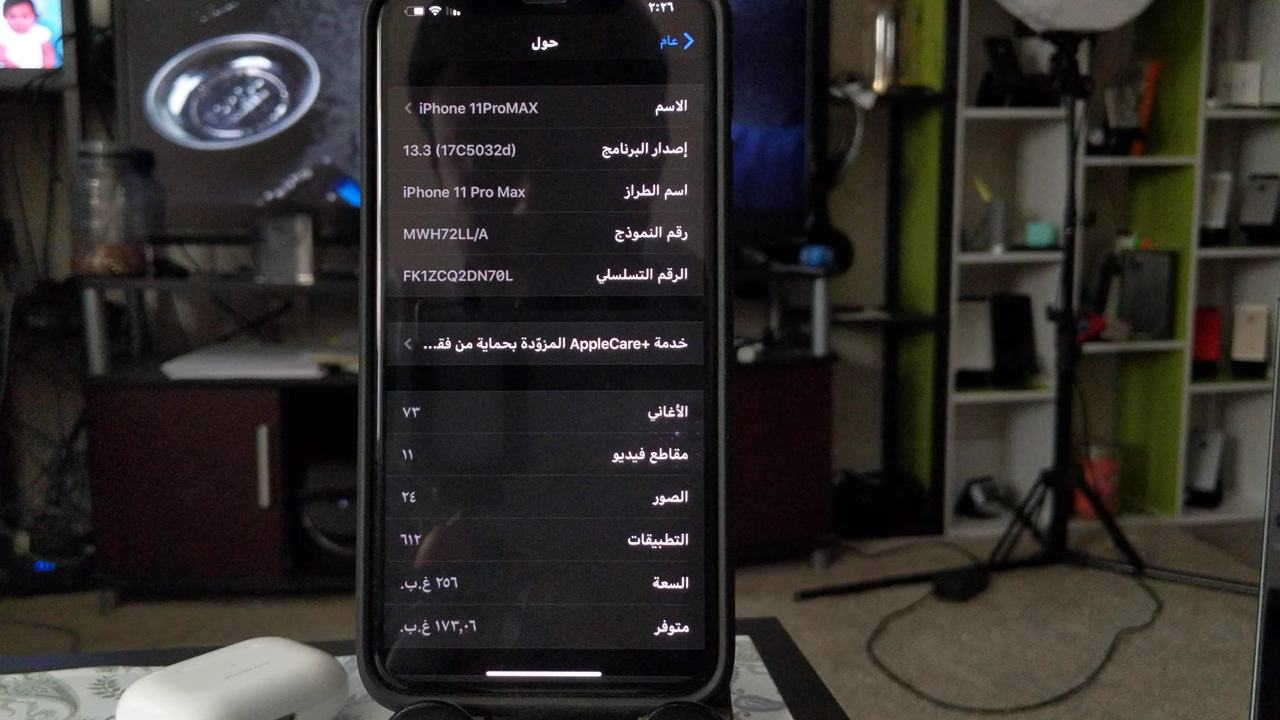 ٢:٢٦
عام
حول
الاسم iPhone 11ProMAX
إصدار البرنامج 13.3 (17C5032d)
اسم الطراز iPhone 11 Pro Max
رقم النموذج MWH72LL/A
الرقم التسلسلي FK1ZCQ2DN70L
خدمة AppleCare+ المزوّدة بحماية من فقـ...
الأغاني ٧٣
مقاطع فيديو ١١
الصور ٢٤
التطبيقات ٦١٢
السعة ٢٥٦ غ.ب.
متوفر ١٧٣,٠٦ غ.ب.